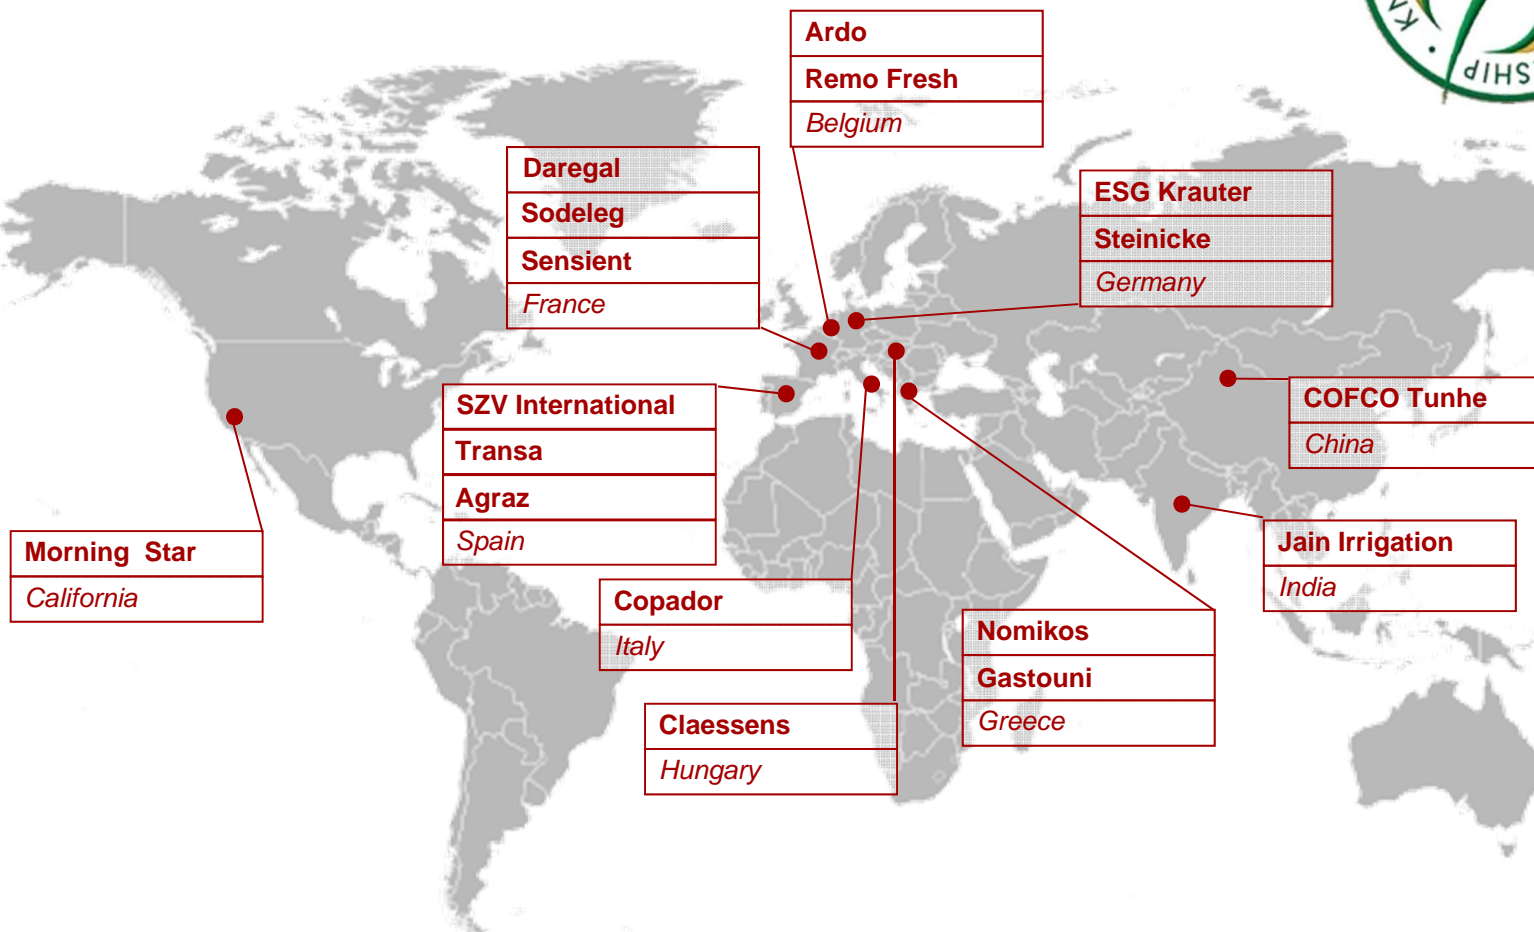 Ardo
Remo Fresh
Belgium
Daregal
Sodeleg
Sensient
France
ESG Krauter
Steinicke
Germany
SZV International
Transa
Agraz
Spain
COFCO Tunhe
China
Morning Star
California
Jain Irrigation
India
Copador
Italy
Nomikos
Gastouni
Greece
Claessens
Hungary